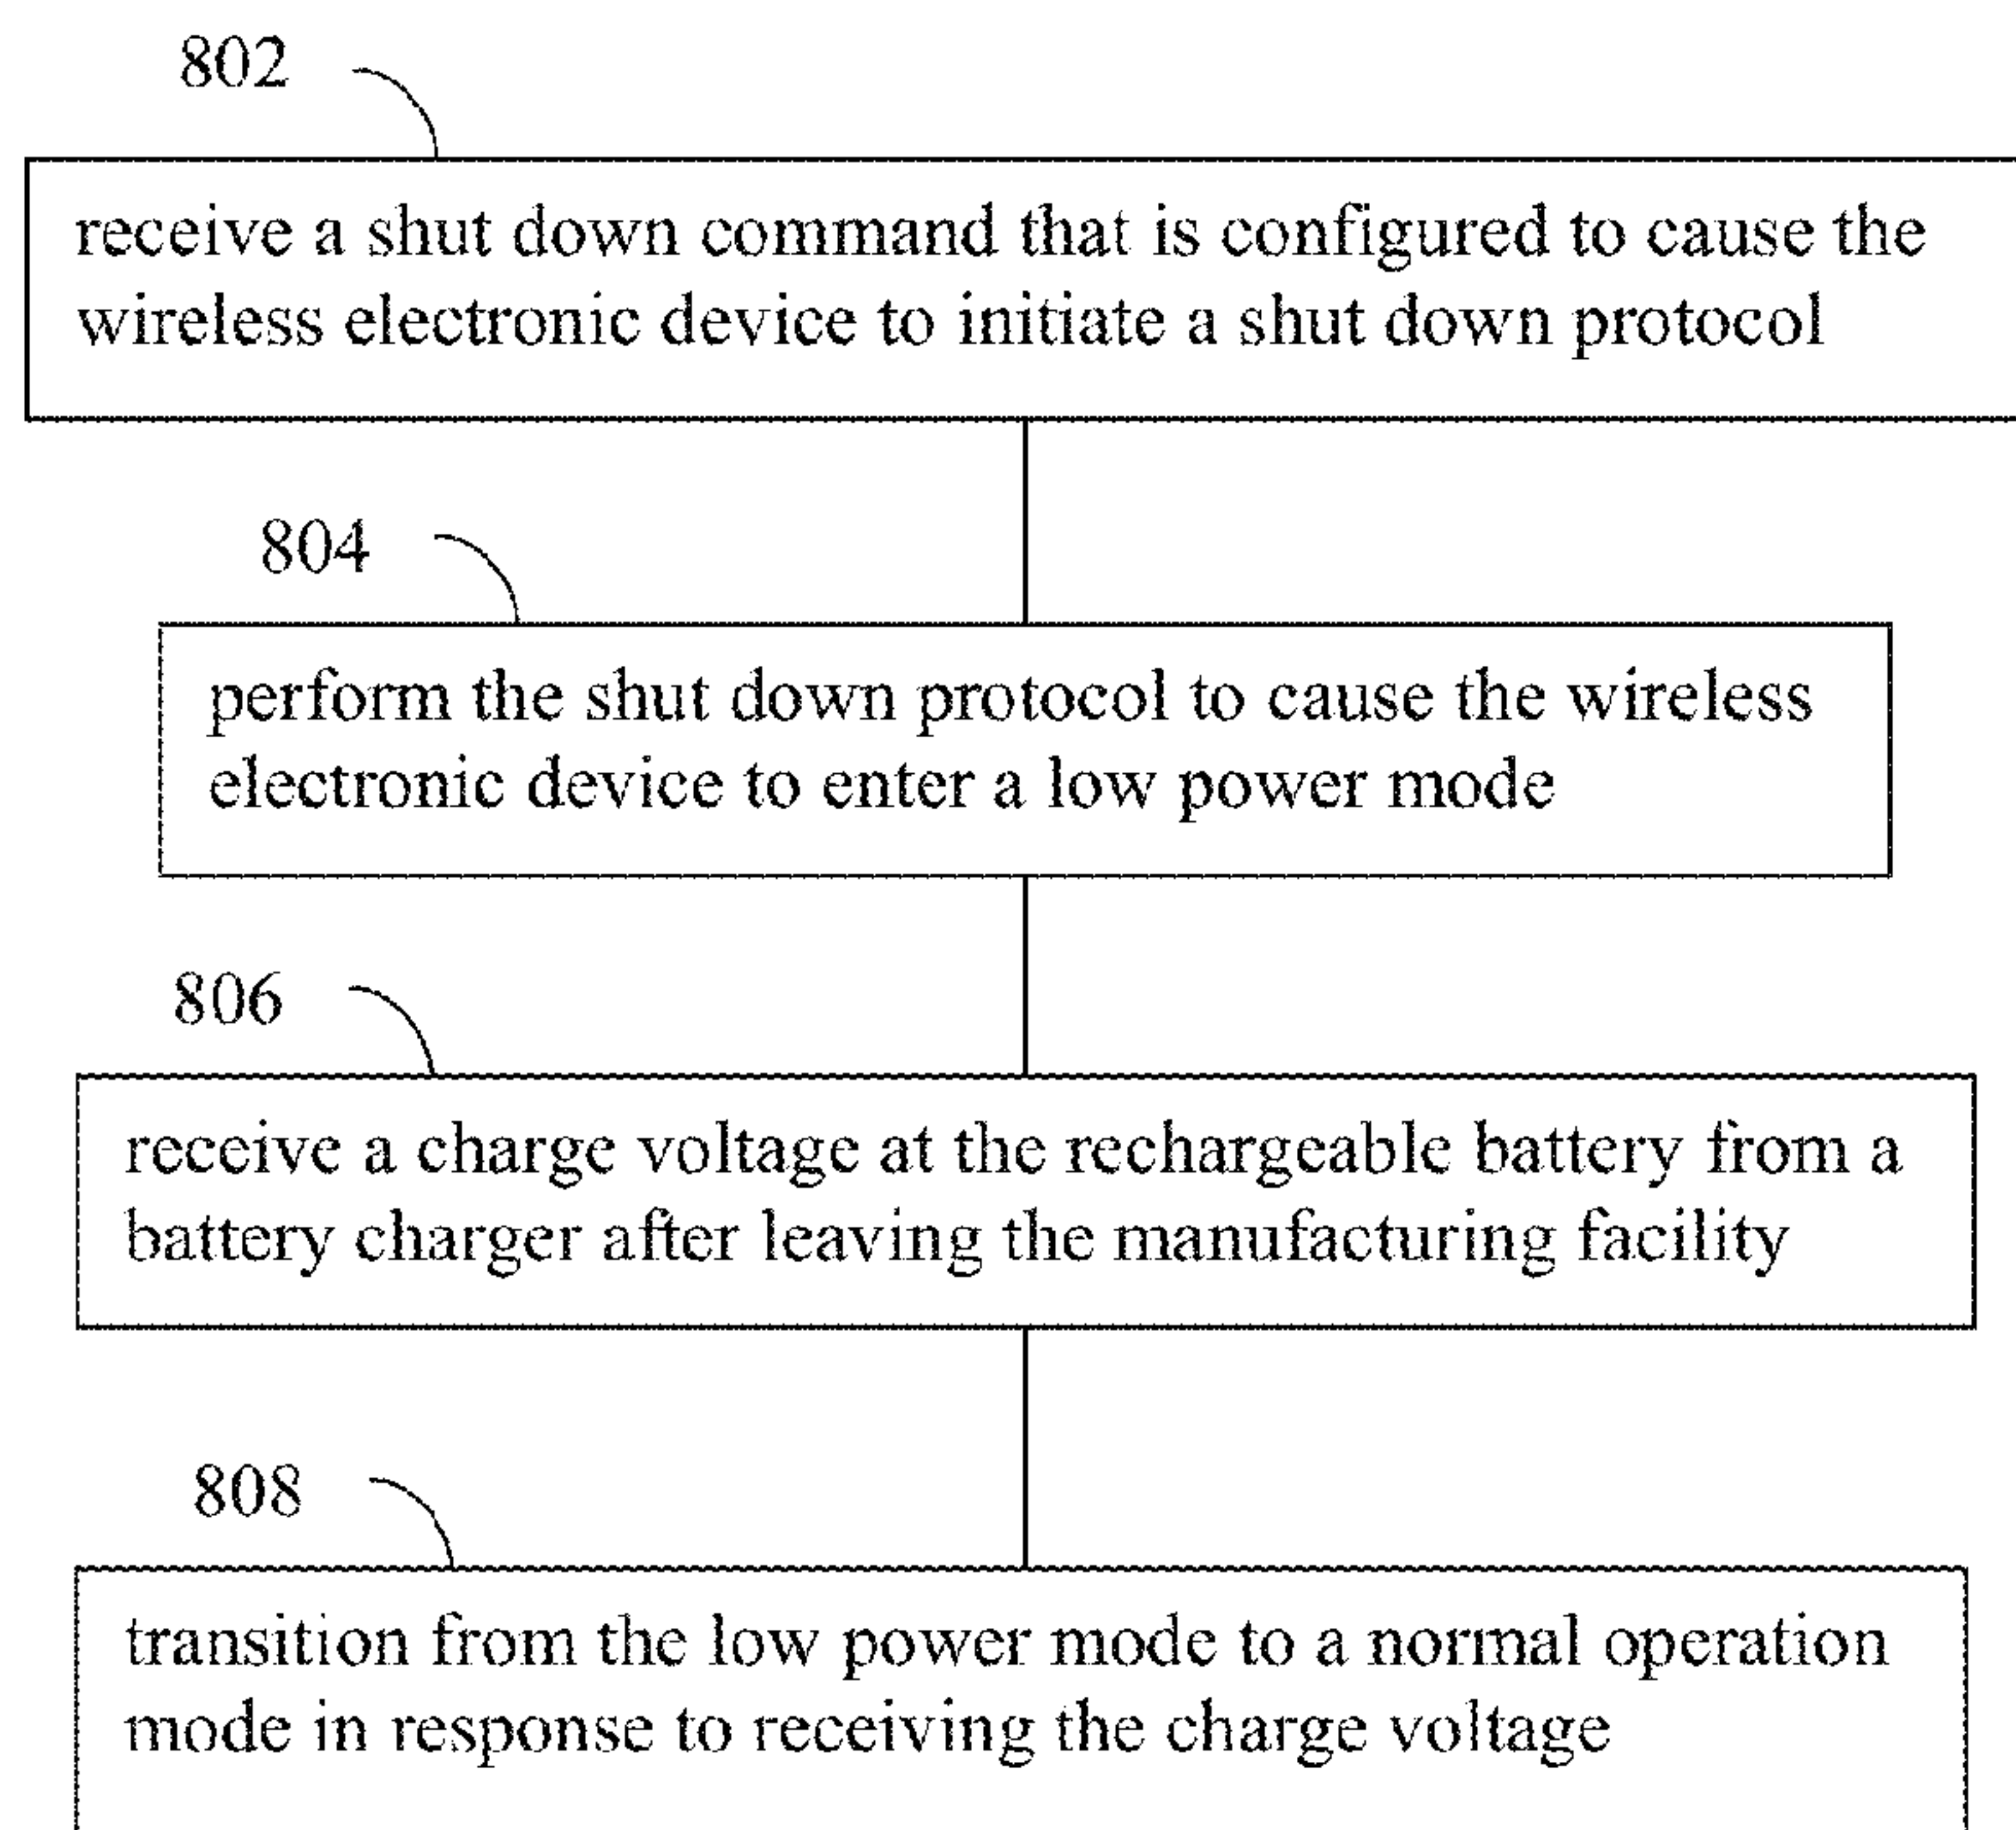 802
receive a shut down command that is configured to cause the
wireless electronic device to initiate a shut down protocol
804
perform the shut down protocol to cause the wireless
electronic device to enter a low power mode
806
receive a charge voltage at the rechargeable battery from a
battery charger after leaving the manufacturing facility
808
transition from the low power mode to a normal operation
mode in response to receiving the charge voltage